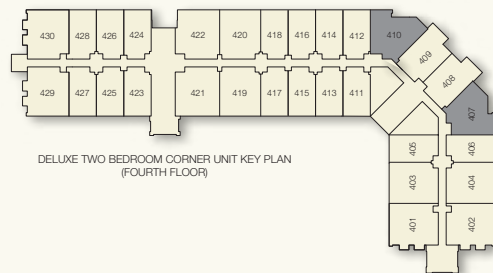 430 428 426 424 422 420 418 416 414 412 410
409
408
407
429 427 425 423 421 419 417 415 413 411
405 406
403 404
401 402
DELUXE TWO BEDROOM CORNER UNIT KEY PLAN
(FOURTH FLOOR)